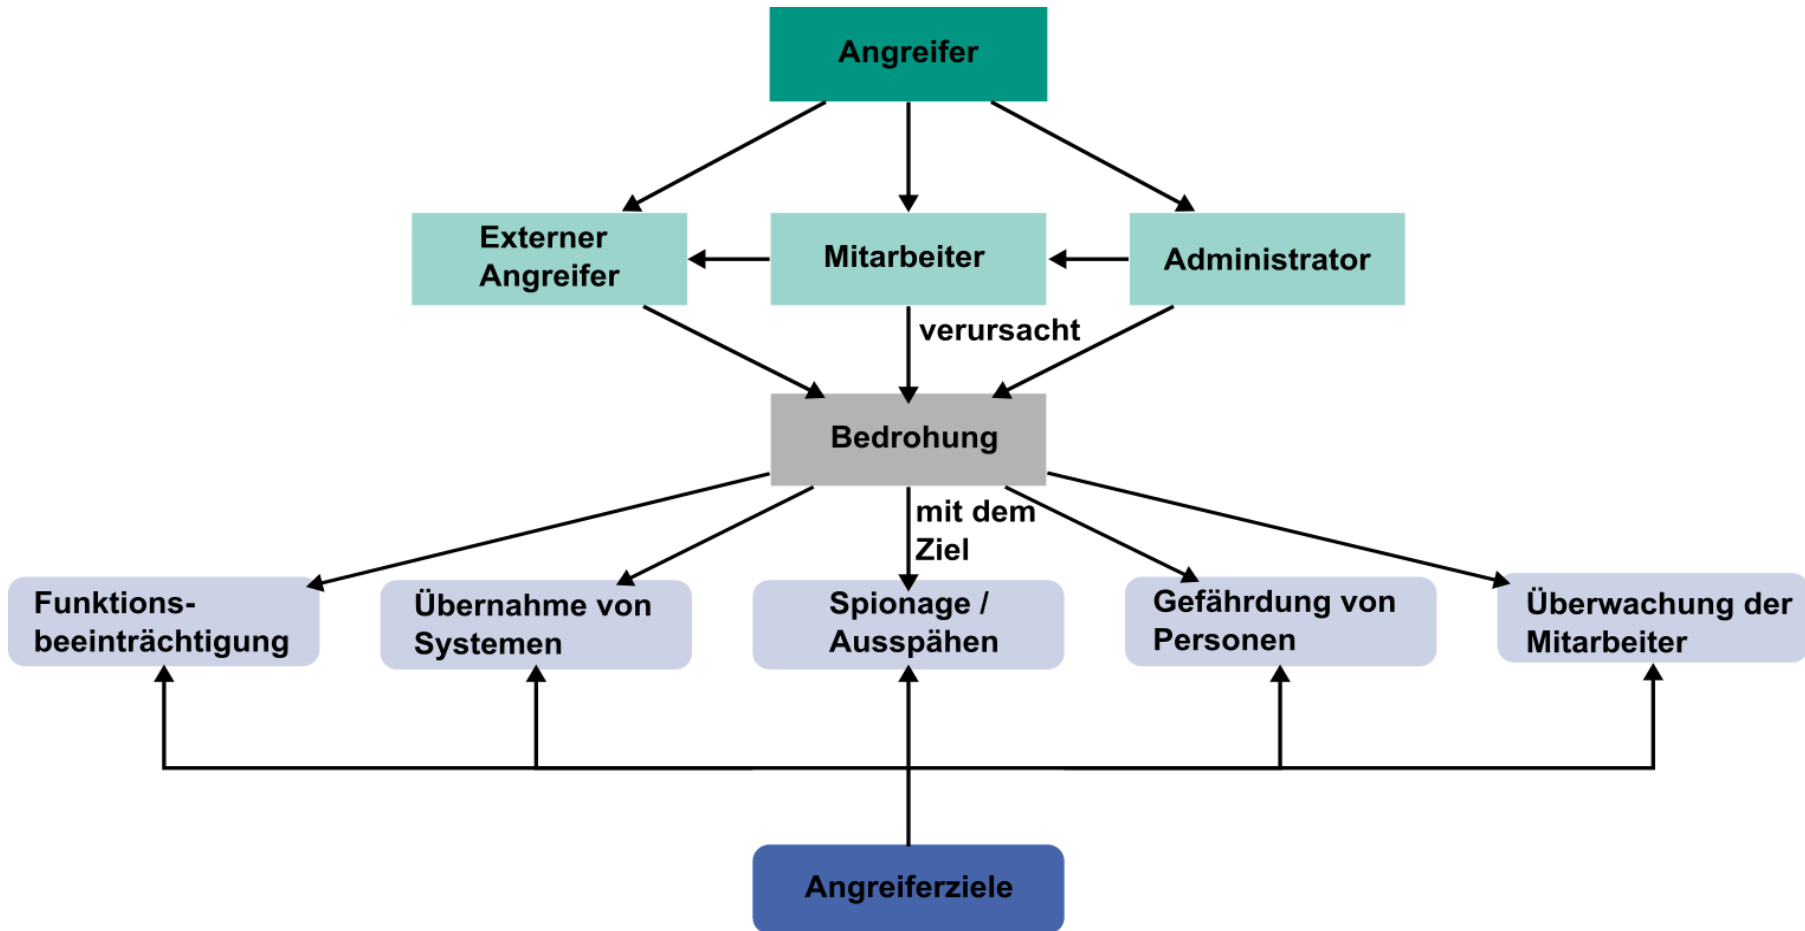 Angreifer
Externer
Angreifer
Mitarbeiter
Administrator
verursacht
Bedrohung
mit dem
Ziel
Funktions-
beeinträchtigung
Übernahme von
Systemen
Spionage /
Ausspähen
Gefährdung von
Personen
Überwachung der
Mitarbeiter
Angreiferziele